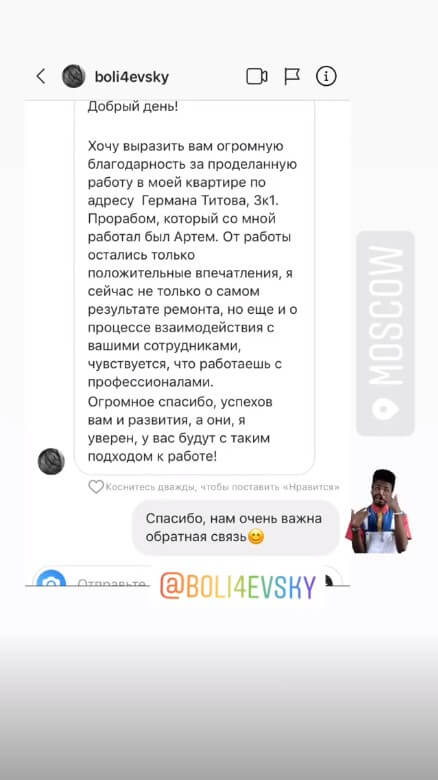 boli4evsky
Добрый день!
Хочу выразить вам огромную
благодарность за проделанную
работу в моей квартире по
адресу Германа Титова, 3к1.
Прорабом, который со мной
работал был Артем. От работы
остались только
положительные впечатления, я
сейчас не только о самом
результате ремонта, но еще и о
процессе взаимодействия с
вашими сотрудниками,
чувствуется, что работаешь с
профессионалами.
Огромное спасибо, успехов
вам и развития, а они, я
уверен, у вас будут с таким
подходом к работе!
Коснитесь дважды, чтобы поставить «Нравится»
Спасибо, нам очень важна
обратная связь😊
Отправьте
@BOLI4EVSKY
MOSCOW